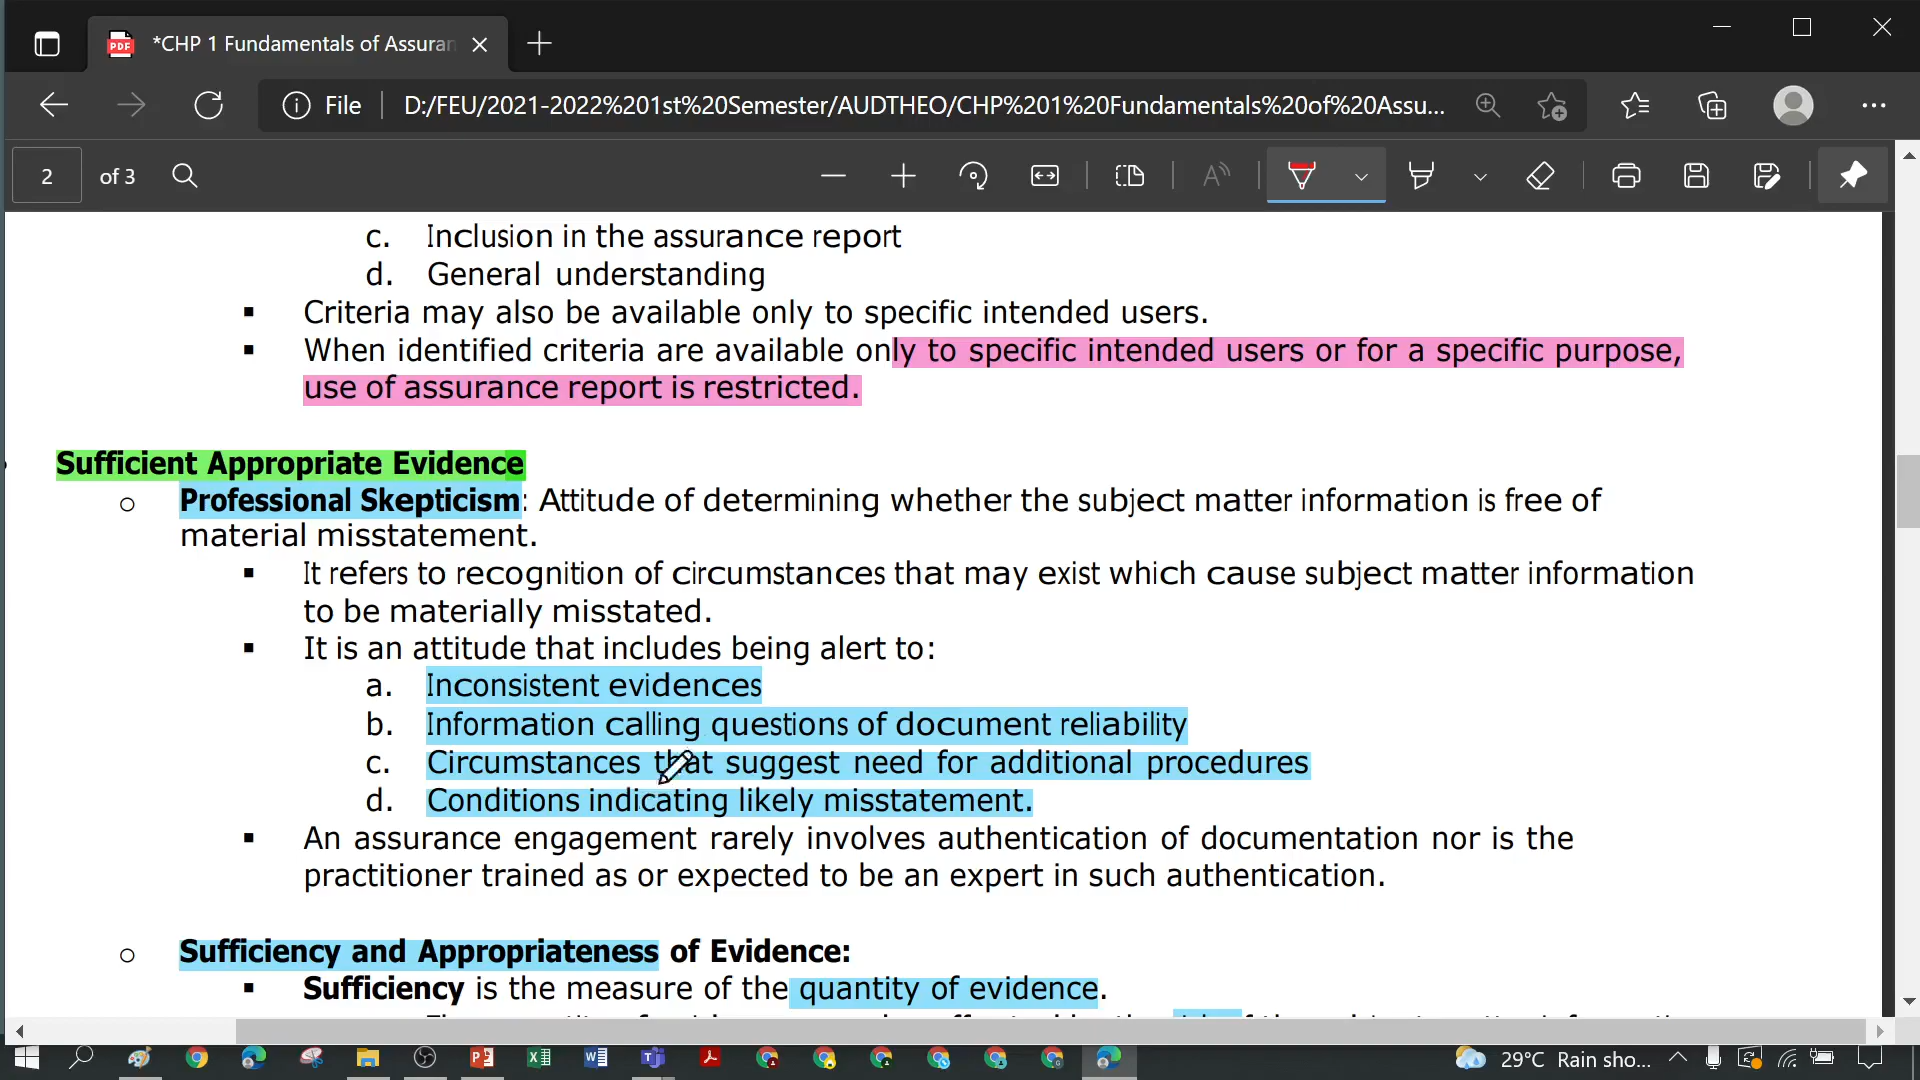 *CHP 1 Fundamentals of Assuran
File
D:/FEU/2021-2022%201st%20Semester/AUDTHEO/CHP%201%20Fundamentals%20of%20Assu...
2 of 3
c. Inclusion in the assurance report
d. General understanding
▪ Criteria may also be available only to specific intended users.
▪ When identified criteria are available only to specific intended users or for a specific purpose,
use of assurance report is restricted.
Sufficient Appropriate Evidence
o Professional Skepticism: Attitude of determining whether the subject matter information is free of
material misstatement.
▪ It refers to recognition of circumstances that may exist which cause subject matter information
to be materially misstated.
▪ It is an attitude that includes being alert to:
a. Inconsistent evidences
b. Information calling questions of document reliability
c. Circumstances that suggest need for additional procedures
d. Conditions indicating likely misstatement.
▪ An assurance engagement rarely involves authentication of documentation nor is the
practitioner trained as or expected to be an expert in such authentication.
o Sufficiency and Appropriateness of Evidence:
▪ Sufficiency is the measure of the quantity of evidence.
29°C Rain sho...